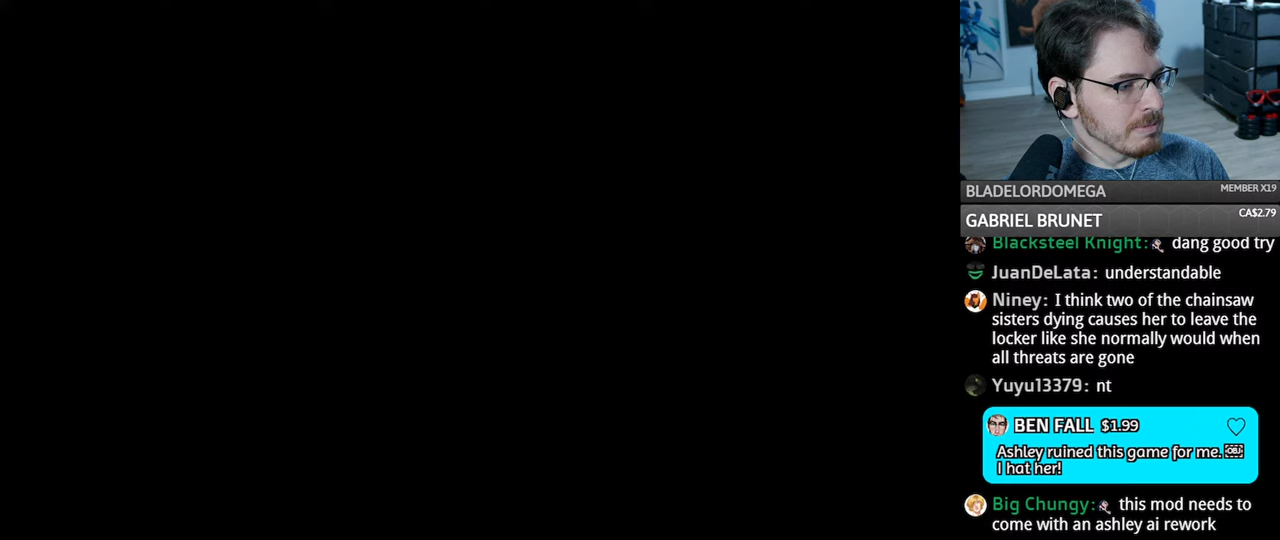 BLADELORDOMEGA MEMBER X19
GABRIEL BRUNET CA$2.79
Blacksteel Knight: dang good try
JuanDeLata: understandable
Niney: I think two of the chainsaw
sisters dying causes her to leave the
locker like she normally would when
all threats are gone
Yuyu13379: nt
BEN FALL $1.99
Ashley ruined this game for me. OBJ
I hat her!
Big Chungy: this mod needs to
come with an ashley ai rework